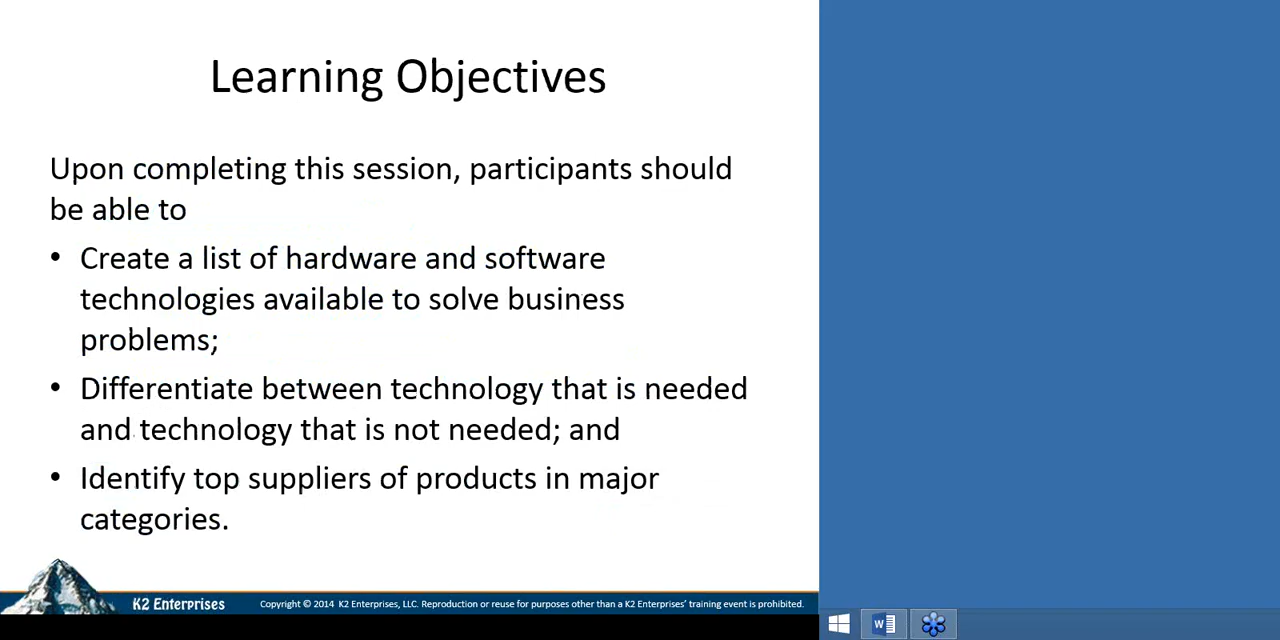 Learning Objectives
Upon completing this session, participants should
be able to
• Create a list of hardware and software
technologies available to solve business
problems;
• Differentiate between technology that is needed
and technology that is not needed; and
• Identify top suppliers of products in major
categories.
K2 Enterprises
Copyright © 2014 K2 Enterprises, LLC. Reproduction or reuse for purposes other than a K2 Enterprises' training event is prohibited.
W